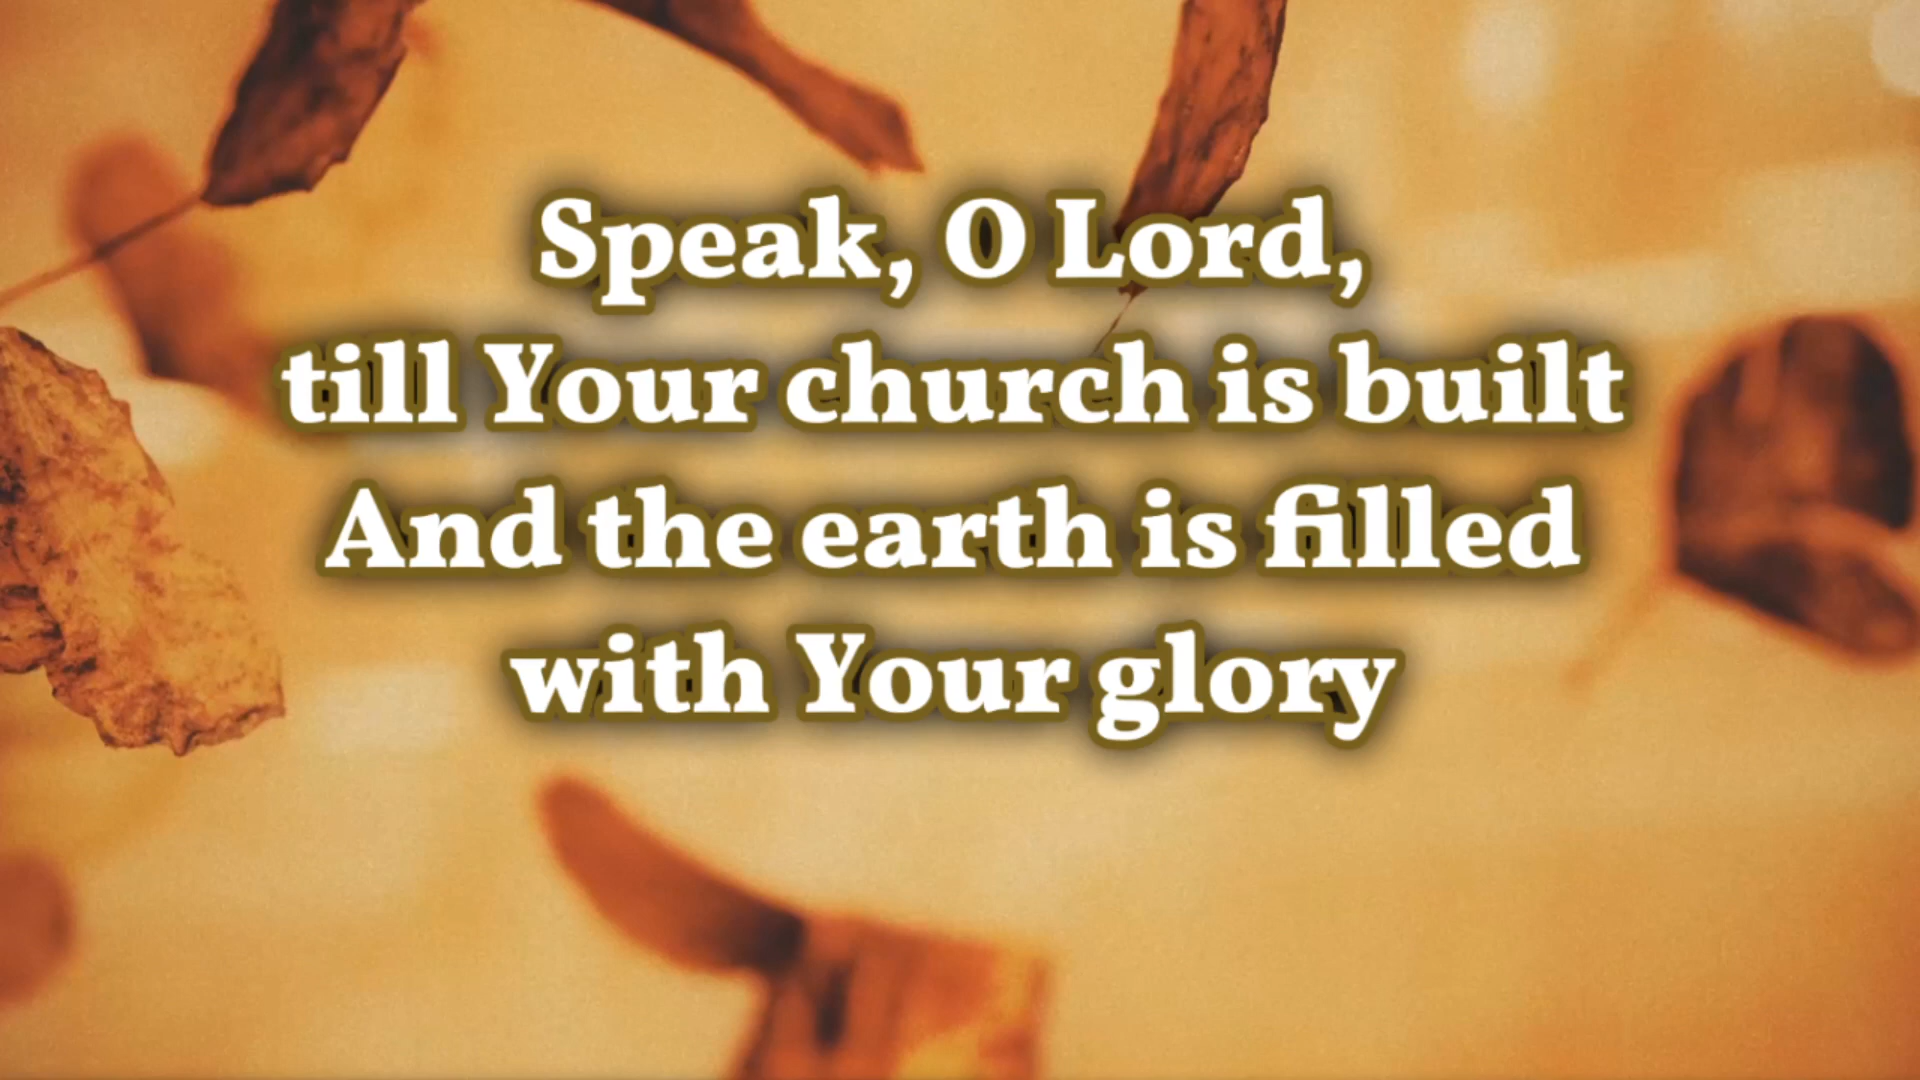 Speak, O Lord,
till Your church is built
And the earth is filled
with Your glory